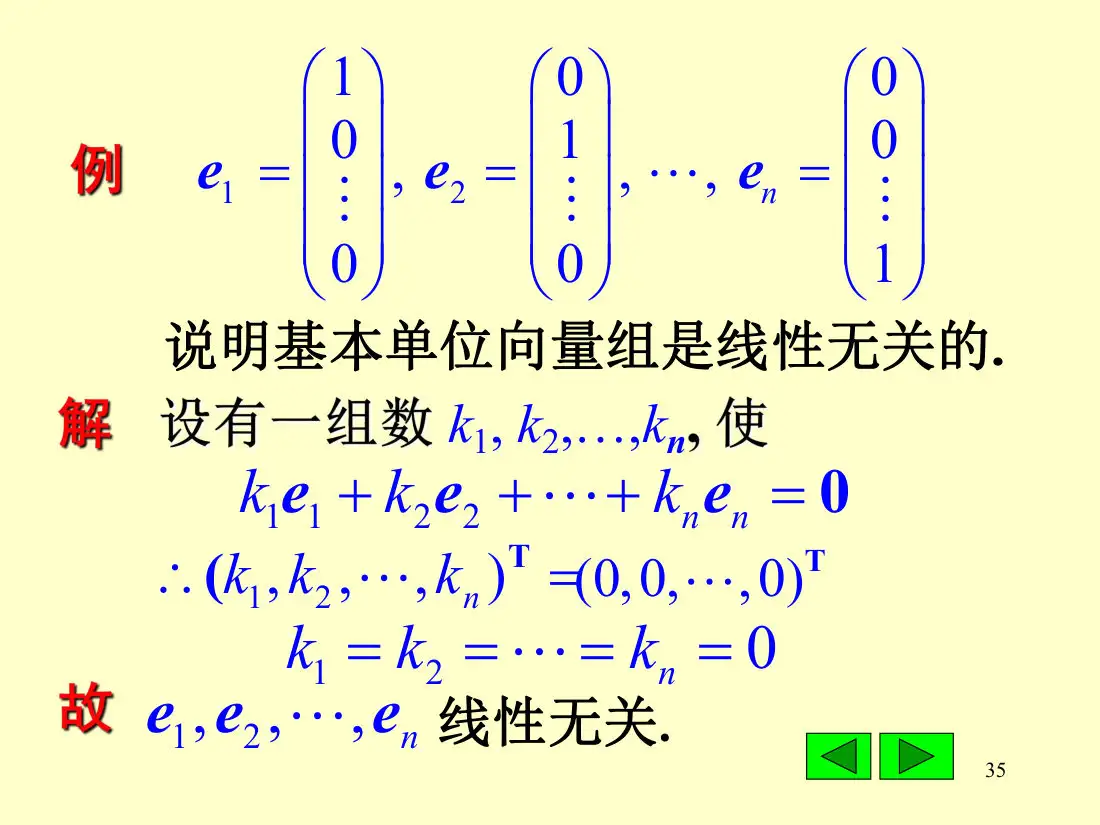 例 e₁ = (1 0 ⋮ 0), e₂ = (0 1 ⋮ 0), ⋯, eₙ = (0 0 ⋮ 1)
说明基本单位向量组是线性无关的.
解 设有一组数 k₁, k₂,…,kₙ, 使
k₁e₁ + k₂e₂ + ⋯ + kₙeₙ = 0
∴ (k₁, k₂, ⋯, kₙ)ᵀ =(0, 0, ⋯, 0)ᵀ
k₁ = k₂ = ⋯ = kₙ = 0
故 e₁, e₂, ⋯, eₙ 线性无关.
35